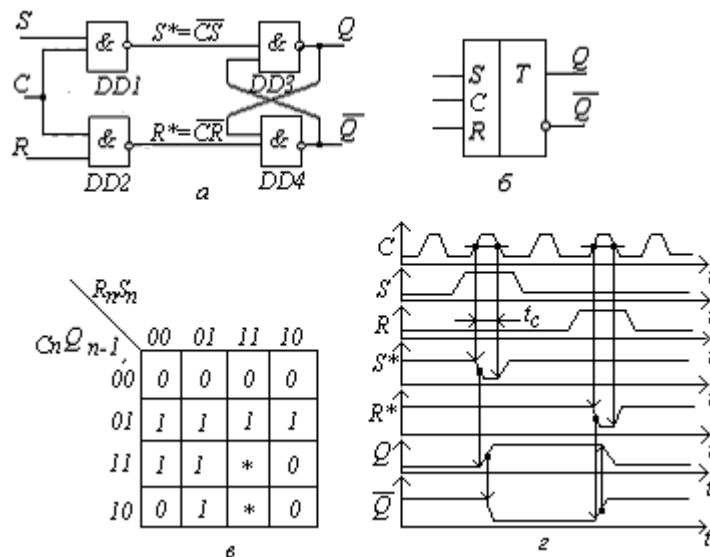 S
S*=C̅S̅
Q
&
&
DD1
DD3
C
R
&
R*=C̅R̅
&
Q̅
DD2
DD4
а
S T
C
R
Q
Q̅
б
RnSn
CnQn-1
00 01 11 10
00 0 0 0 0
01 1 1 1 1
11 1 1 * 0
10 0 1 * 0
в
C
S
R
tc
S*
R*
Q
Q̅
t
г